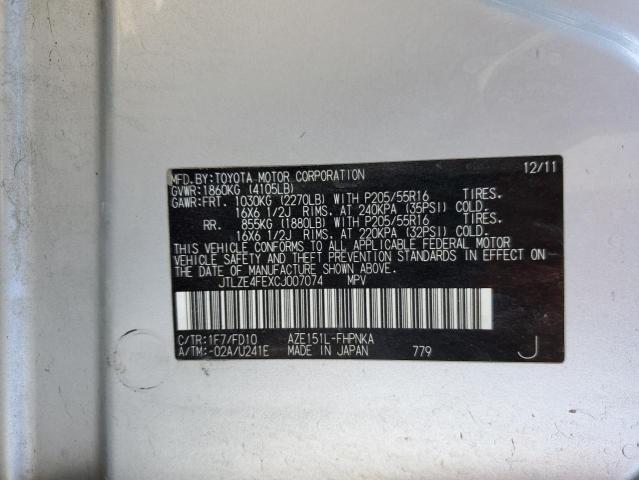 MFD.BY:TOYOTA MOTOR CORPORATION 12/11
GVWR:1860KG (4105LB)
GAWR:FRT. 1030KG (2270LB) WITH P205/55R16 TIRES.
16X6 1/2J RIMS. AT 240KPA (35PSI) COLD.
RR. 855KG (1880LB) WITH P205/55R16 TIRES.
16X6 1/2J RIMS. AT 220KPA (32PSI) COLD.
THIS VEHICLE CONFORMS TO ALL APPLICABLE FEDERAL MOTOR
VEHICLE SAFETY AND THEFT PREVENTION STANDARDS IN EFFECT ON
THE DATE OF MANUFACTURE SHOWN ABOVE.
JTLZE4FEXCJ007074 MPV
C/TR:1F7/FD10 AZE151L-FHPNKA
A/TM:-02A/U241E MADE IN JAPAN 779 J